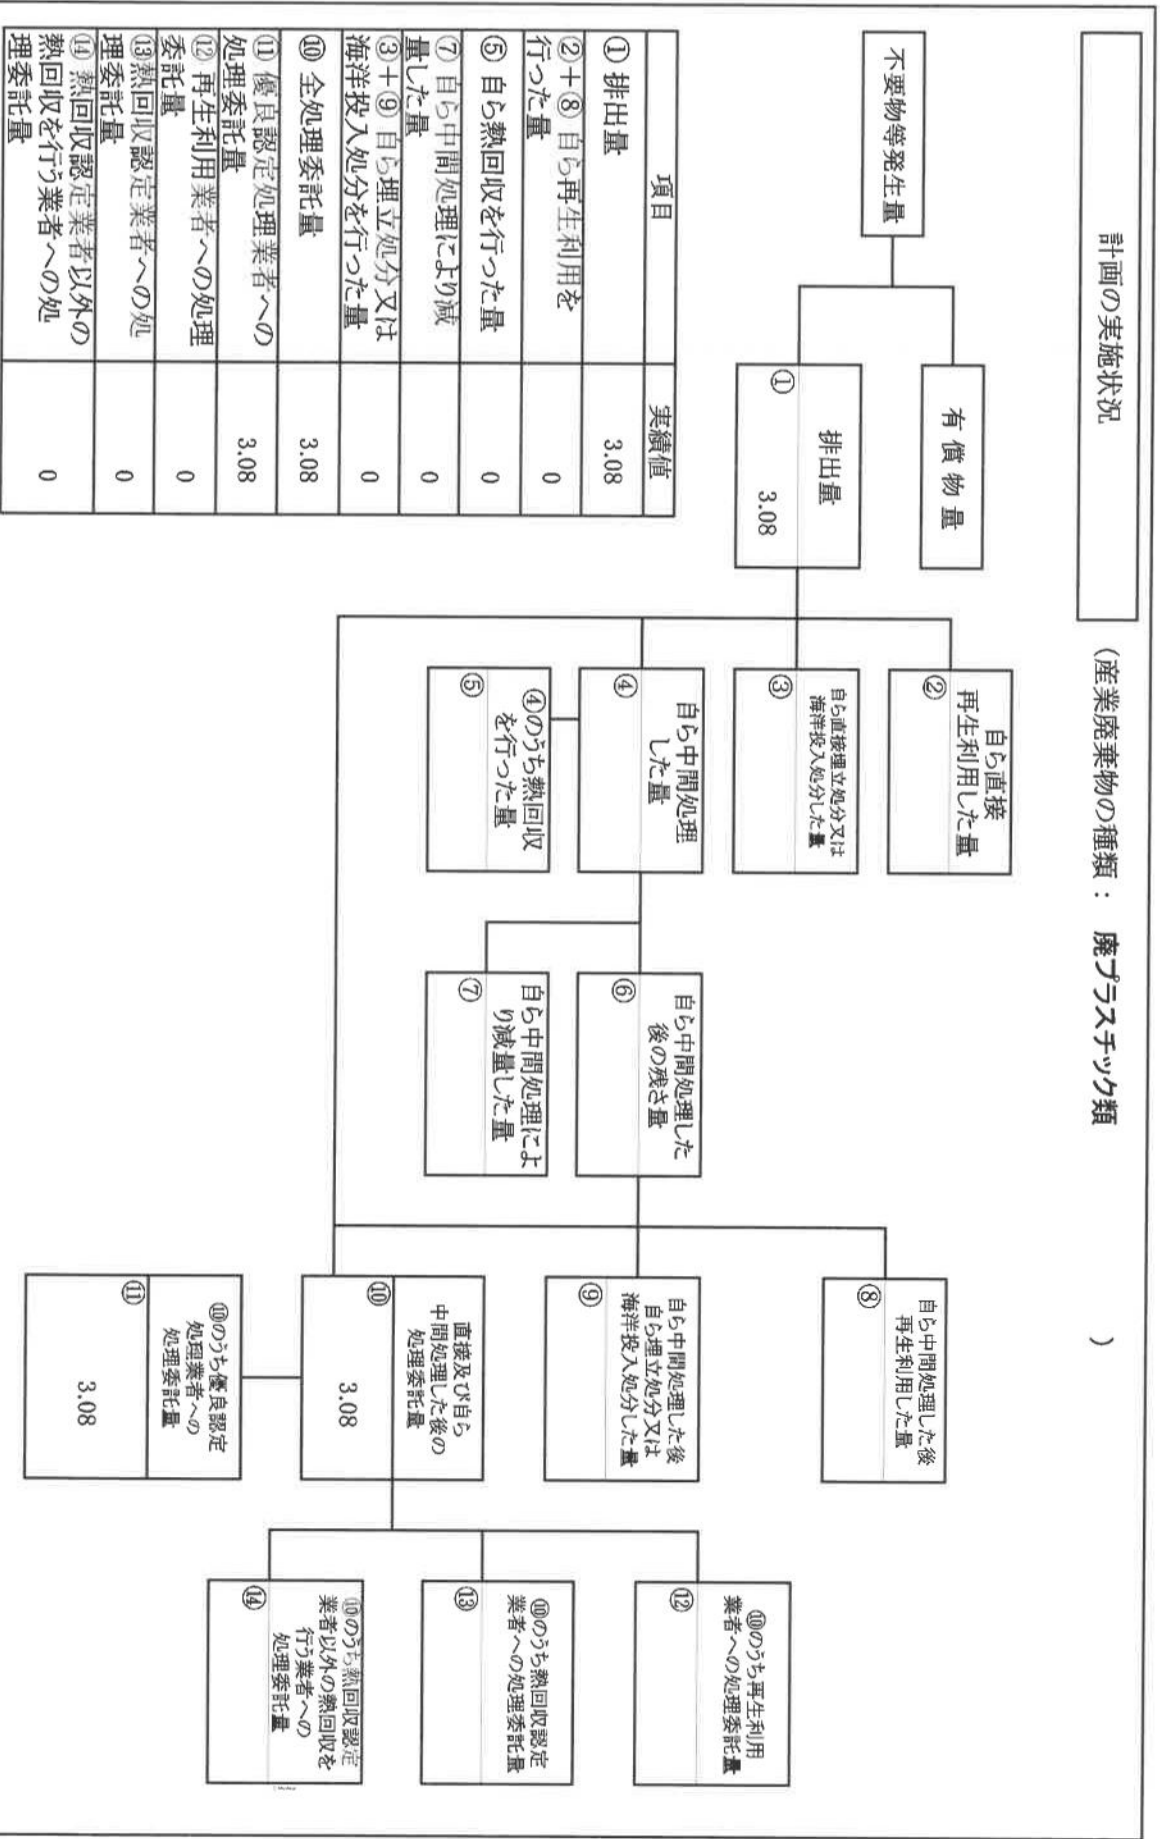 計画の実施状況
(産業廃棄物の種類： 廃プラスチック類 )
不要物等発生量
有 償 物 量
排出量
①
3.08
自ら直接
再生利用した量
②
自ら直接埋立処分又は
海洋投入処分した量
③
自ら中間処理
した量
④
④のうち熱回収
を行った量
⑤
自ら中間処理した
後の残さ量
⑥
自ら中間処理によ
り減量した量
⑦
自ら中間処理した後
再生利用した量
⑧
自ら中間処理した後
自ら埋立処分又は
海洋投入処分した量
⑨
直接及び自ら
中間処理した後の
処理委託量
⑩
3.08
⑩のうち優良認定
処理業者への
処理委託量
⑪
3.08
⑩のうち再生利用
業者への処理委託量
⑫
⑩のうち熱回収認定
業者への処理委託量
⑬
⑩のうち熱回収認定
業者以外の熱回収を
行う業者への
処理委託量
⑭
項目 実績値
① 排出量 3.08
②＋⑧ 自ら再生利用を
行った量 0
⑤ 自ら熱回収を行った量 0
⑦ 自ら中間処理により減
量した量 0
③＋⑨ 自ら埋立処分又は
海洋投入処分を行った量 0
⑩ 全処理委託量 3.08
⑪ 優良認定処理業者への
処理委託量 3.08
⑫ 再生利用業者への処理
委託量 0
⑬熱回収認定業者への処
理委託量 0
⑭ 熱回収認定業者以外の
熱回収を行う業者への処
理委託量 0